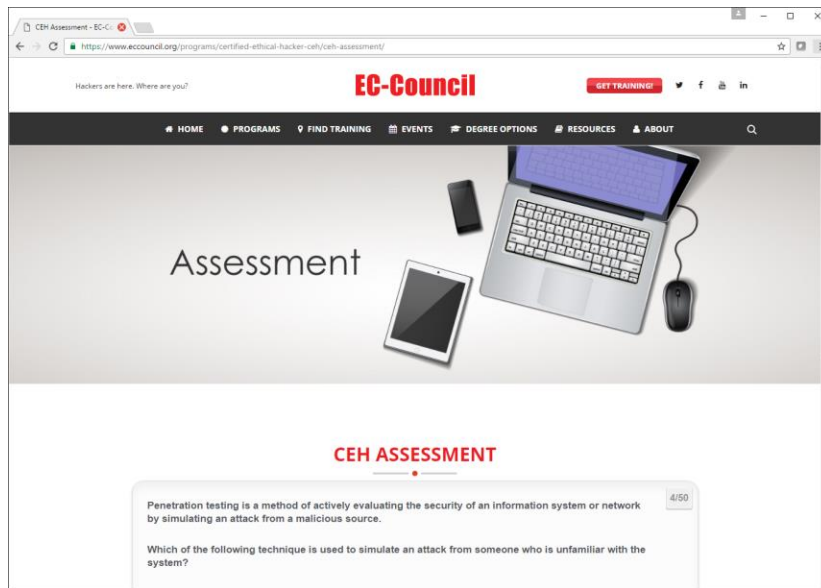 CEH Assessment - EC-Co
https://www.eccouncil.org/programs/certified-ethical-hacker-ceh/ceh-assessment/
Hackers are here. Where are you?
EC-Council
GET TRAINING!
HOME PROGRAMS FIND TRAINING EVENTS DEGREE OPTIONS RESOURCES ABOUT
Assessment
CEH ASSESSMENT
4/50
Penetration testing is a method of actively evaluating the security of an information system or network
by simulating an attack from a malicious source.
Which of the following technique is used to simulate an attack from someone who is unfamiliar with the
system?